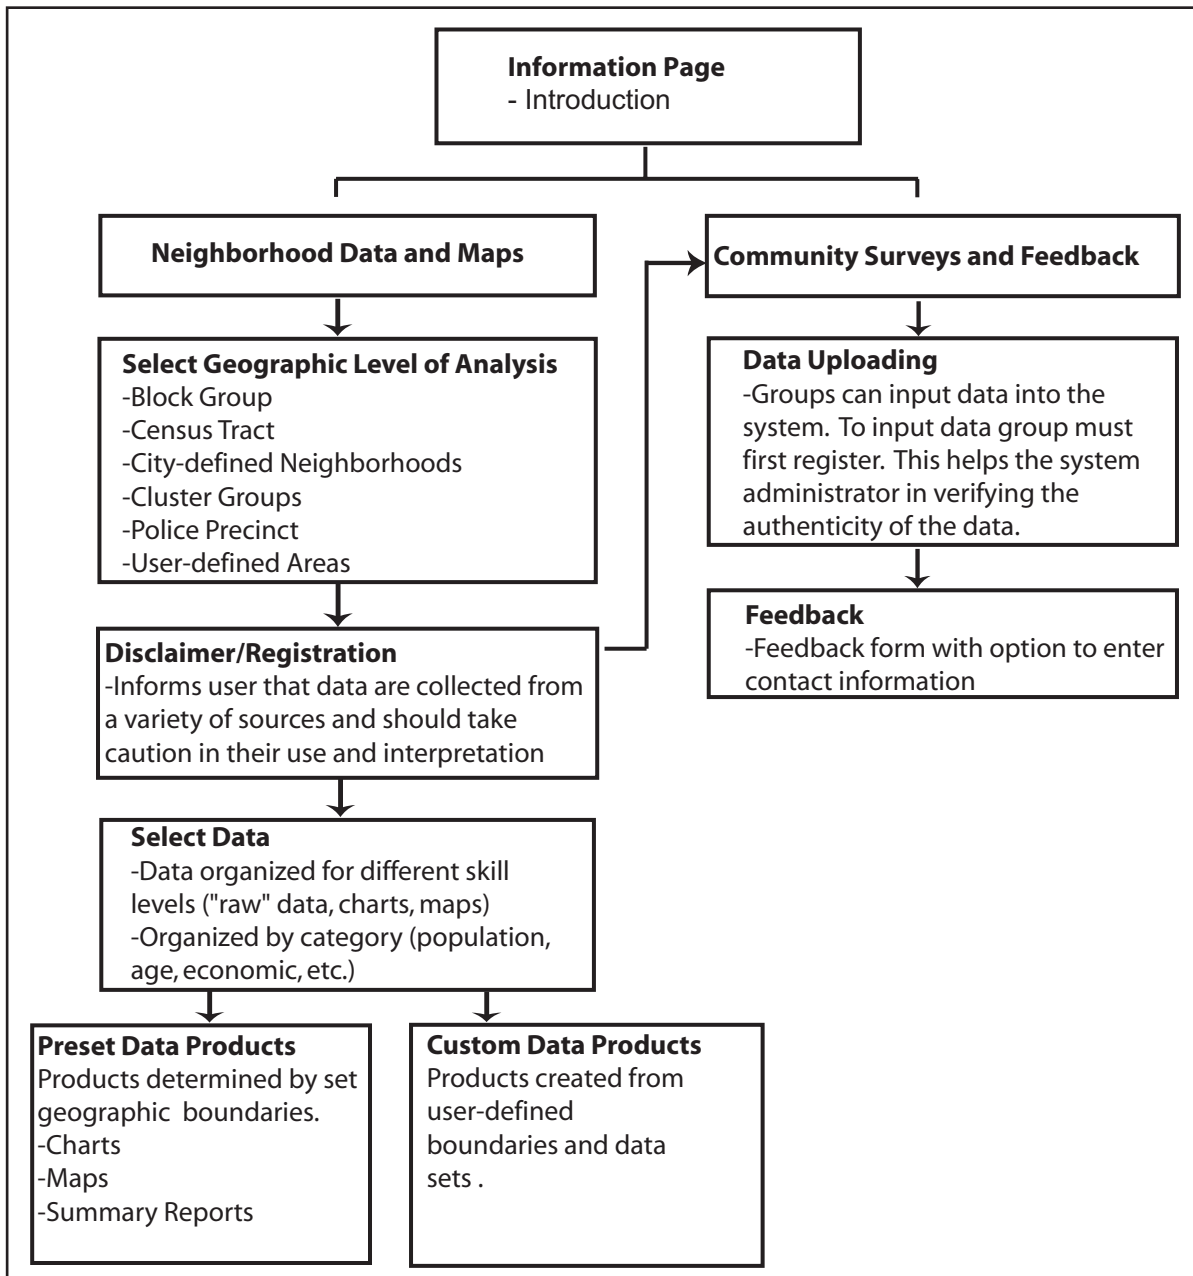 Information Page
- Introduction
Neighborhood Data and Maps
Community Surveys and Feedback
Select Geographic Level of Analysis
-Block Group
-Census Tract
-City-defined Neighborhoods
-Cluster Groups
-Police Precinct
-User-defined Areas
Data Uploading
-Groups can input data into the
system. To input data group must
first register. This helps the system
administrator in verifying the
authenticity of the data.
Feedback
-Feedback form with option to enter
contact information
Disclaimer/Registration
-Informs user that data are collected from
a variety of sources and should take
caution in their use and interpretation
Select Data
-Data organized for different skill
levels ("raw" data, charts, maps)
-Organized by category (population,
age, economic, etc.)
Preset Data Products
Products determined by set
geographic boundaries.
-Charts
-Maps
-Summary Reports
Custom Data Products
Products created from
user-defined
boundaries and data
sets .